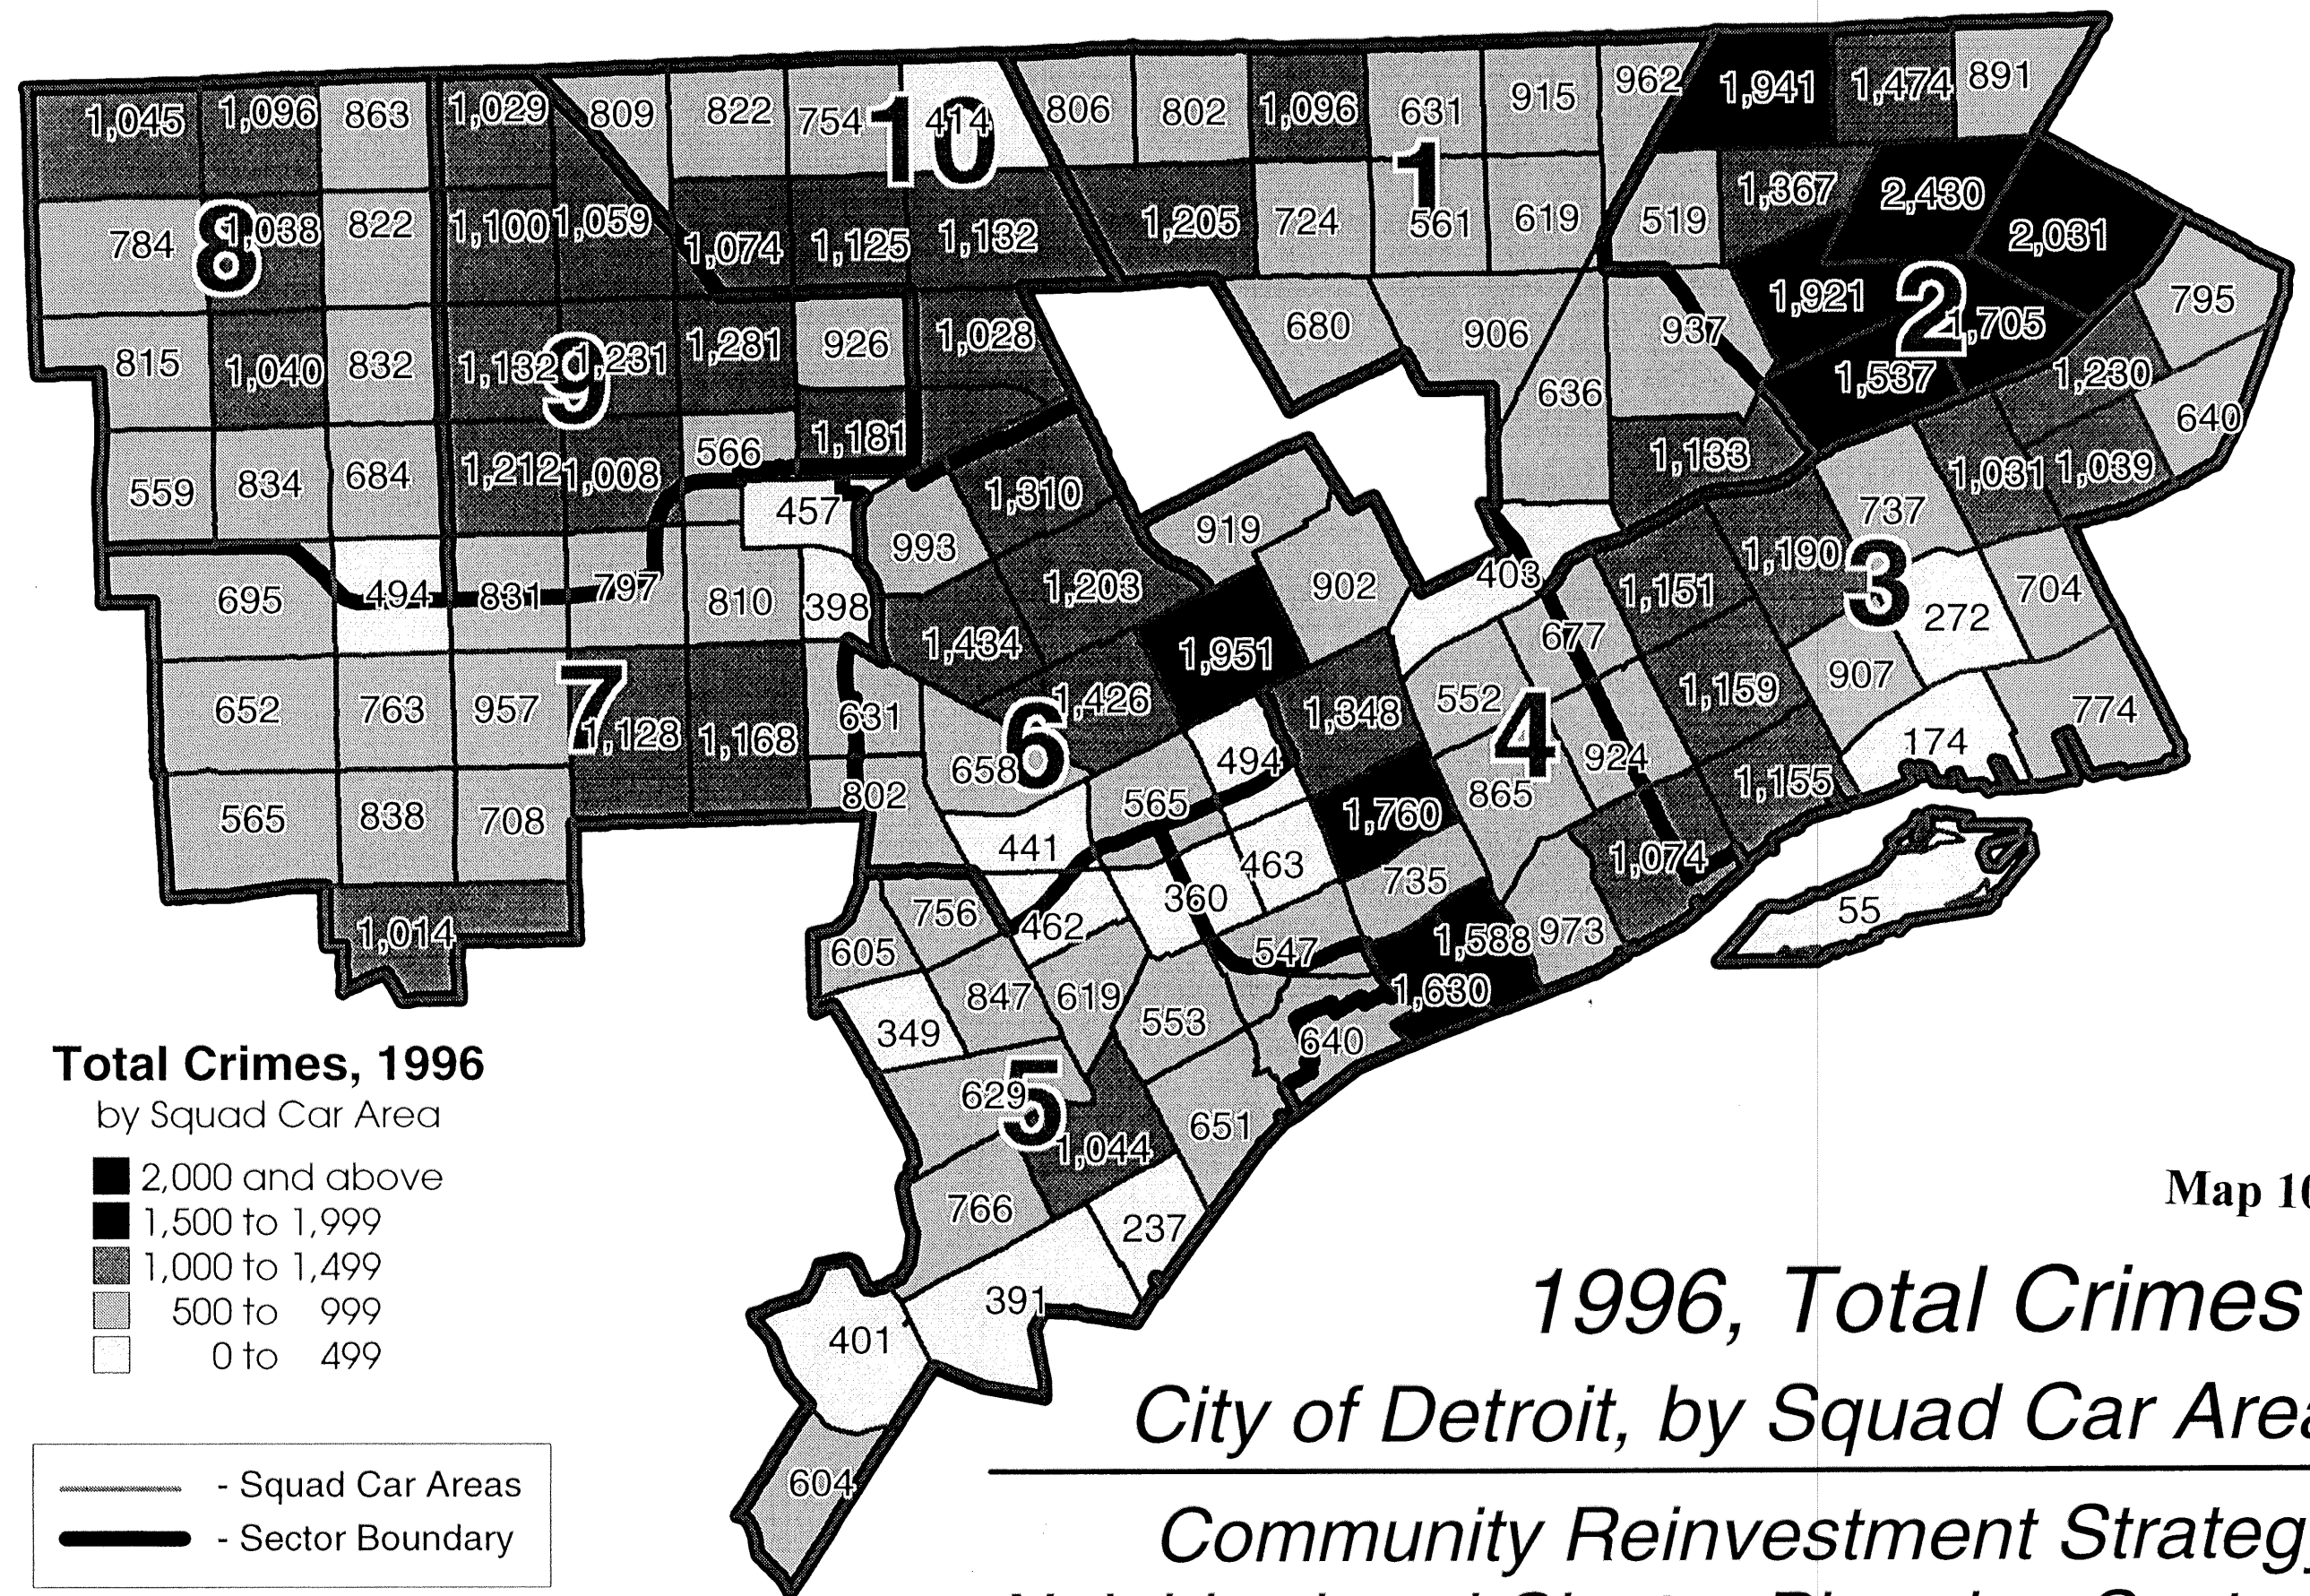 962 1,941 1,474 891
1,045 1,096 863 1,029 809 822 754 10 414 806 802 1,096 631 915
784 8 1,038 822 1,100 1,059 1,074 1,125 1,132 1,205 724 1 561 619 519 1,367 2,430 2,031
815 1,040 832 1,132 9 1,231 1,281 926 1,028 680 906 937 1,921 2 1,705 795
636 1,537 1,230
559 834 684 1,212 1,008 566 1,181 1,310 1,133 1,031 1,039 640
457 993 919 737
695 494 831 797 810 398 1,203 902 403 1,151 1,190 3 272 704
1,434 1,951 677
652 763 957 7 1,128 1,168 631 1,426 1,348 552 4 1,159 907
658 6 494 924 174 774
565 838 708 802 565 1,760 865 1,155
441 463 1,074
756 360 735
1,014 605 462 547 1,588 973 55
847 619 1,630
349 553 640
629 5 651
1,044
766 237
391
401
604
Total Crimes, 1996
by Squad Car Area
2,000 and above
1,500 to 1,999
1,000 to 1,499
500 to 999
0 to 499
- Squad Car Areas
- Sector Boundary
Map 10
1996, Total Crimes
City of Detroit, by Squad Car Area
Community Reinvestment Strategy